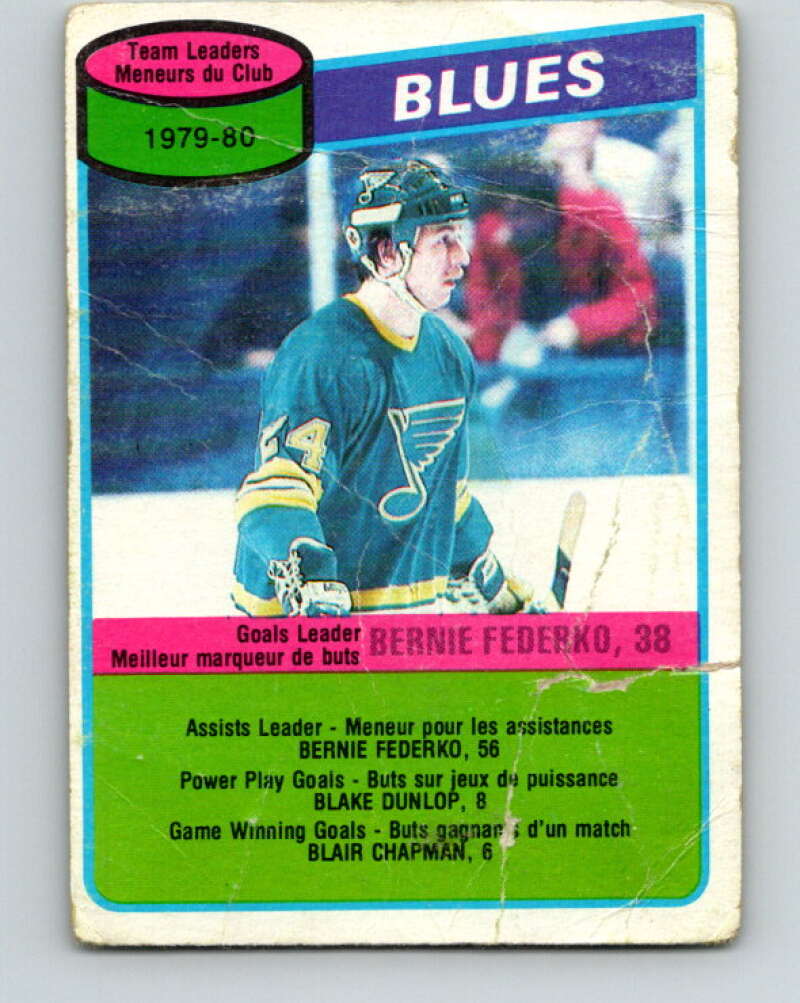 Team Leaders
Meneurs du Club
1979-80
BLUES
24
Goals Leader
Meilleur marqueur de buts
BERNIE FEDERKO, 38
Assists Leader - Meneur pour les assistances
BERNIE FEDERKO, 56
Power Play Goals - Buts sur jeux de puissance
BLAKE DUNLOP, 8
Game Winning Goals - Buts gagnants d'un match
BLAIR CHAPMAN, 6